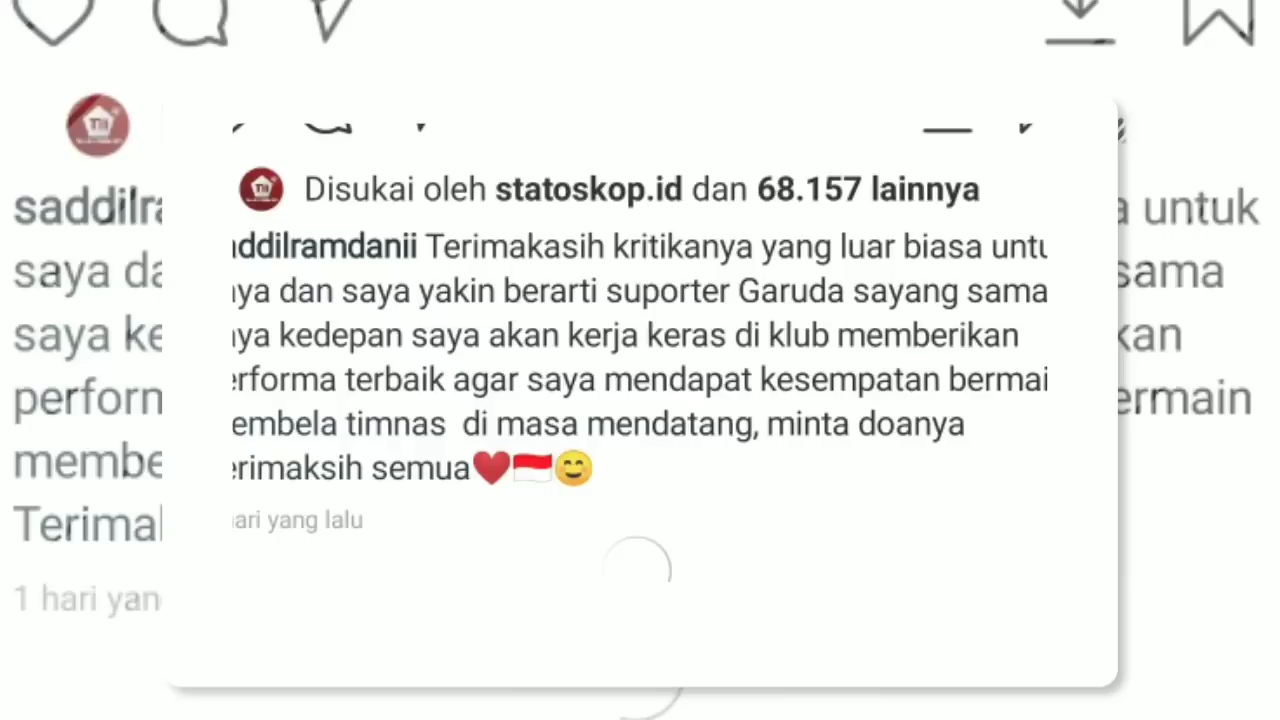 Disukai oleh statoskop.id dan 68.157 lainnya
addilramdanii Terimakasih kritikanya yang luar biasa untu
aya dan saya yakin berarti suporter Garuda sayang sama
aya kedepan saya akan kerja keras di klub memberikan
erforma terbaik agar saya mendapat kesempatan bermai
embela timnas di masa mendatang, minta doanya
erimaksih semua❤️🇮🇩😊
ari yang lalu
saddilra
saya da
saya ke
perform
membe
Terimak
1 hari yan
a untuk
sama
kan
ermain